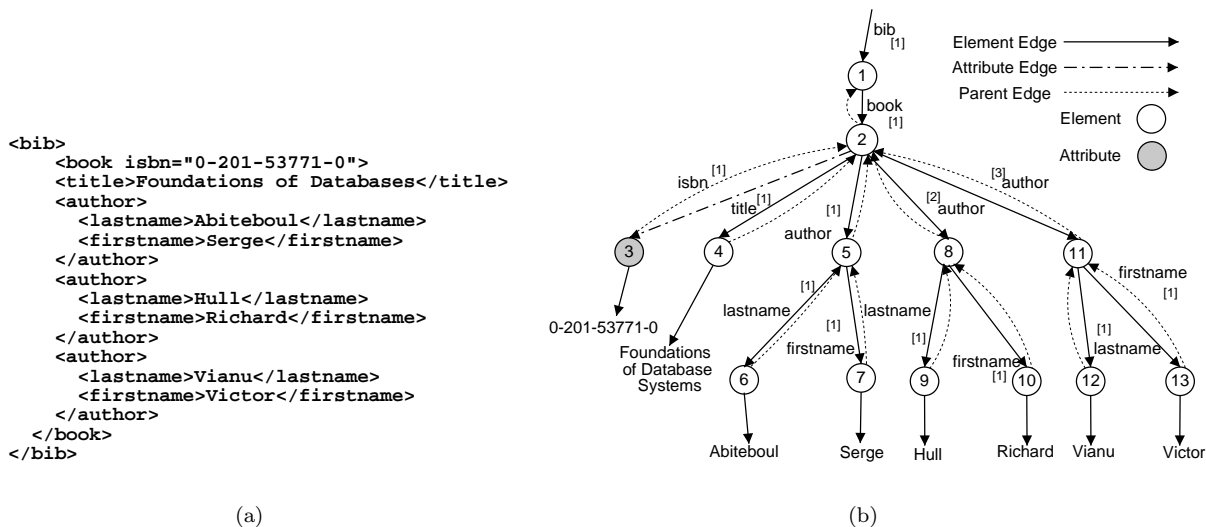 <bib>
<book isbn="0-201-53771-0">
<title>Foundations of Databases</title>
<author>
<lastname>Abiteboul</lastname>
<firstname>Serge</firstname>
</author>
<author>
<lastname>Hull</lastname>
<firstname>Richard</firstname>
</author>
<author>
<lastname>Vianu</lastname>
<firstname>Victor</firstname>
</author>
</book>
</bib>
(a)
bib
[1]
1
book
[1]
2
Element Edge
Attribute Edge
Parent Edge
Element
Attribute
isbn
[1]
title
[1]
[1]
author
[2]
author
[3]
author
3
4
5
8
11
0-201-53771-0
Foundations
of Database
Systems
lastname
[1]
firstname
[1]
lastname
[1]
firstname
[1]
[1]
lastname
firstname
[1]
6
7
9
10
12
13
Abiteboul
Serge
Hull
Richard
Vianu
Victor
(b)